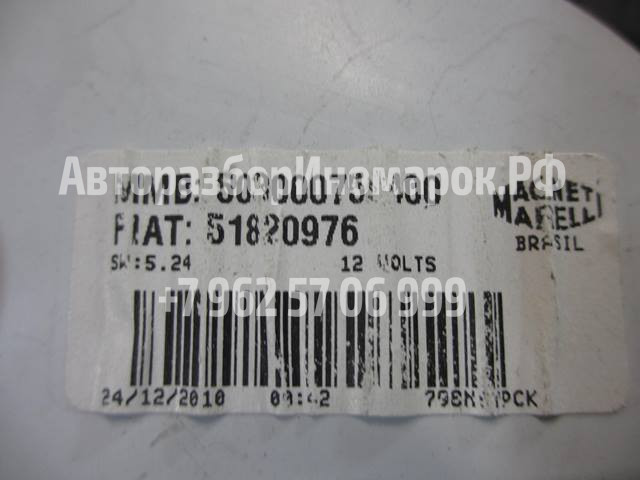 АвторазборИномарок.РФ
MAGNETI
MARELLI
FIAT: 51820976
BRASIL
SW:5.24 12 VOLTS
+7 962 57 06 999
24/12/2010